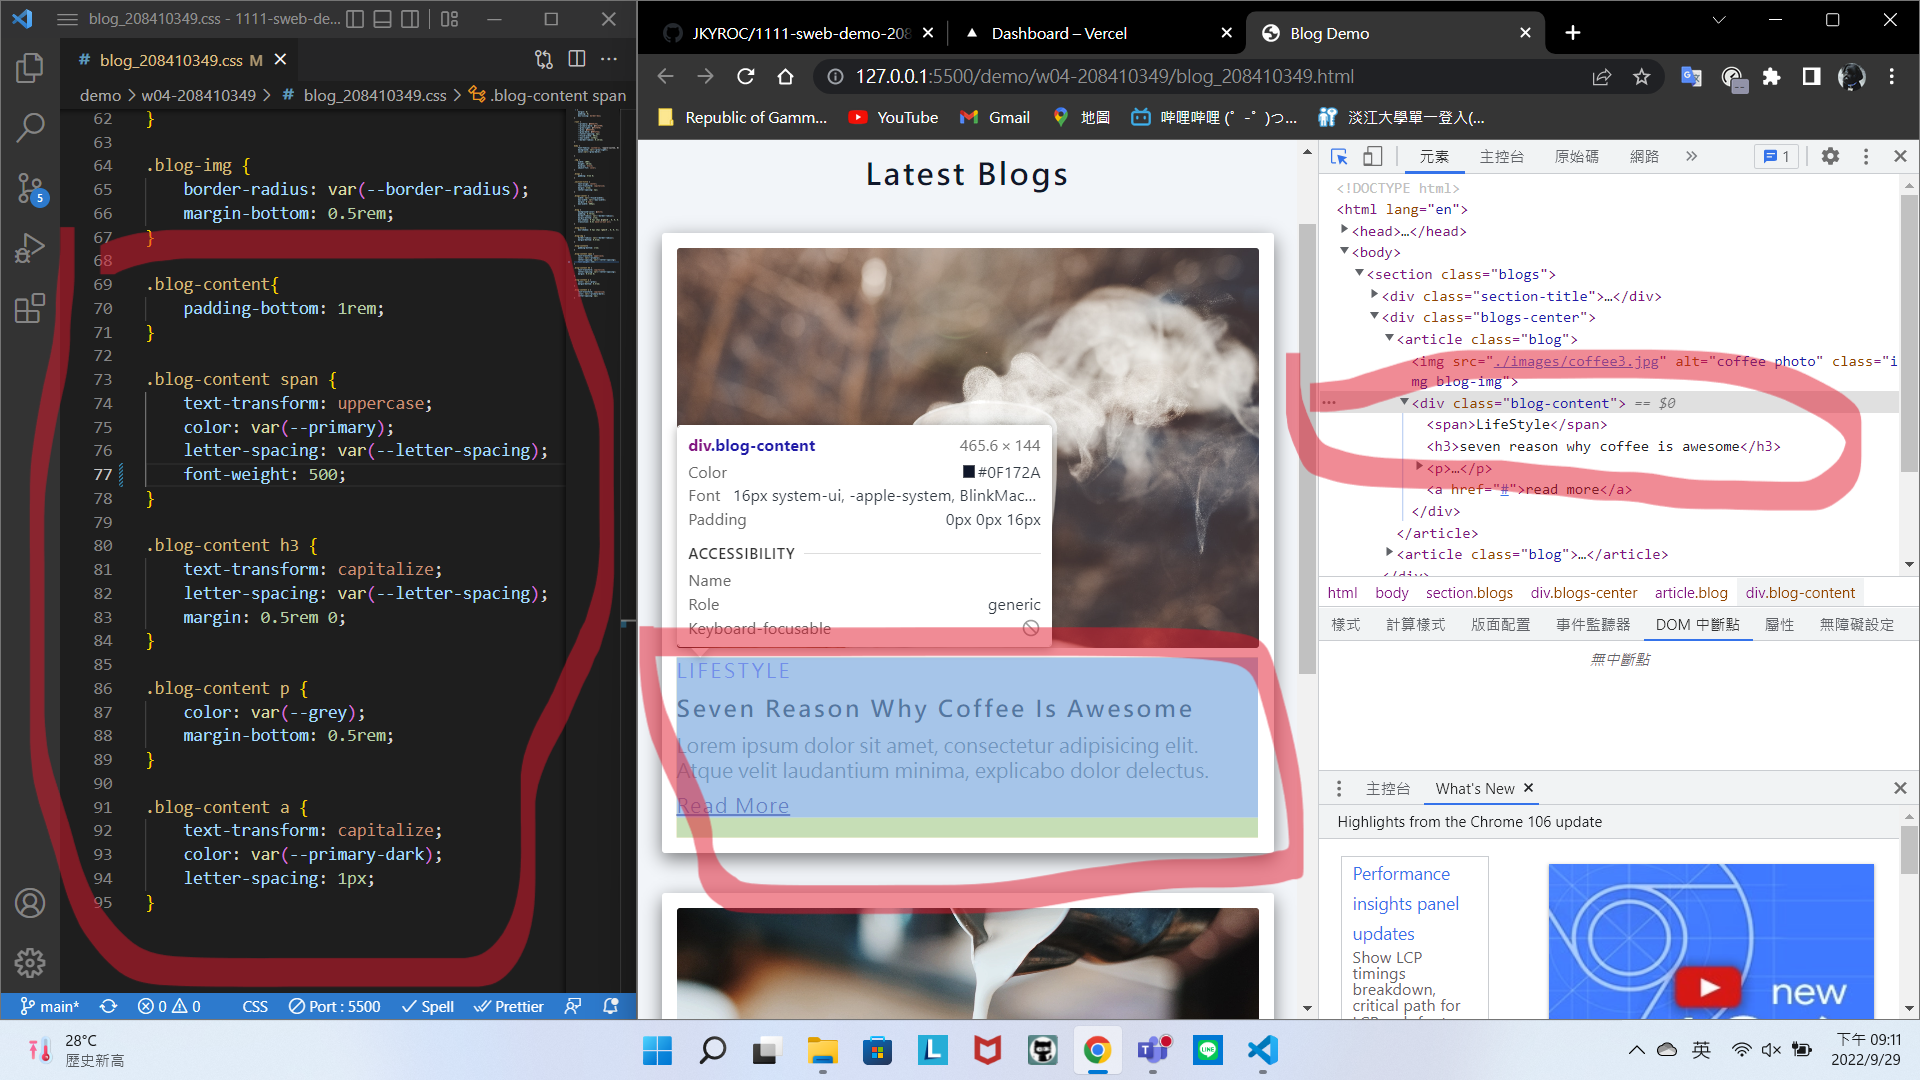 blog_208410349.css - 1111-sweb-de...
# blog_208410349.css M
demo > w04-208410349 > # blog_208410349.css > .blog-content span
62 }
63
64 .blog-img {
65 border-radius: var(--border-radius);
66 margin-bottom: 0.5rem;
67 }
68
69 .blog-content{
70 padding-bottom: 1rem;
71 }
72
73 .blog-content span {
74 text-transform: uppercase;
75 color: var(--primary);
76 letter-spacing: var(--letter-spacing);
77 font-weight: 500;
78 }
79
80 .blog-content h3 {
81 text-transform: capitalize;
82 letter-spacing: var(--letter-spacing);
83 margin: 0.5rem 0;
84 }
85
86 .blog-content p {
87 color: var(--grey);
88 margin-bottom: 0.5rem;
89 }
90
91 .blog-content a {
92 text-transform: capitalize;
93 color: var(--primary-dark);
94 letter-spacing: 1px;
95 }
5
main* 0 0 CSS Port : 5500 Spell Prettier
JKYROC/1111-sweb-demo-208
Dashboard – Vercel
Blog Demo
127.0.0.1:5500/demo/w04-208410349/blog_208410349.html
Republic of Gamm... YouTube Gmail 地圖 哔哩哔哩 (゜-゜)つ... 淡江大學單一登入(...
Latest Blogs
div.blog-content 465.6 × 144
Color #0F172A
Font 16px system-ui, -apple-system, BlinkMac...
Padding 0px 0px 16px
ACCESSIBILITY
Name
Role generic
Keyboard-focusable
LIFESTYLE
Seven Reason Why Coffee Is Awesome
Lorem ipsum dolor sit amet, consectetur adipisicing elit.
Atque velit laudantium minima, explicabo dolor delectus.
Read More
元素 主控台 原始碼 網路 » 1
<!DOCTYPE html>
<html lang="en">
<head>…</head>
<body>
<section class="blogs">
<div class="section-title">…</div>
<div class="blogs-center">
<article class="blog">
<img src="./images/coffee3.jpg" alt="coffee photo" class="i
mg blog-img">
<div class="blog-content"> == $0
<span>LifeStyle</span>
<h3>seven reason why coffee is awesome</h3>
<p>…</p>
<a href="#">read more</a>
</div>
</article>
<article class="blog">…</article>
</div>
html body section.blogs div.blogs-center article.blog div.blog-content
樣式 計算樣式 版面配置 事件監聽器 DOM 中斷點 屬性 無障礙設定
無中斷點
主控台 What's New
Highlights from the Chrome 106 update
Performance
insights panel
updates
Show LCP
timings
breakdown,
critical path for
new
28°C
歷史新高
英
下午 09:11
2022/9/29